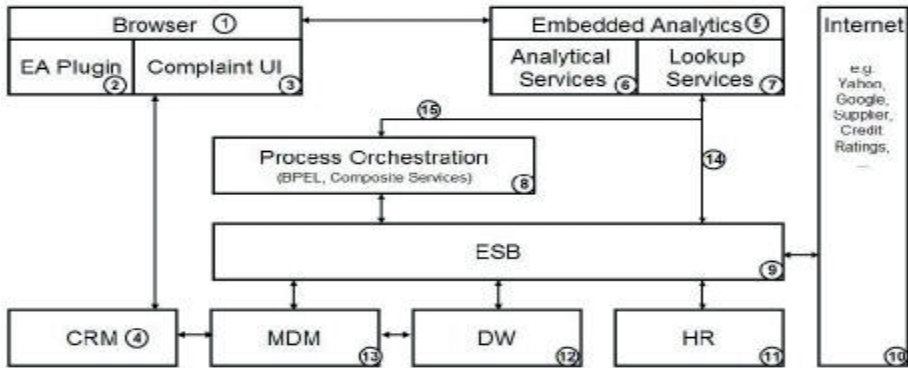 Browser 1
EA Plugin 2
Complaint UI 3
Embedded Analytics 5
Analytical
Services 6
Lookup
Services 7
Internet
e.g.
Yahoo,
Google,
Supplier,
Credit
Ratings,
...
15
14
Process Orchestration
(BPEL, Composite Services)
8
ESB
9
CRM 4
MDM
13
DW
12
HR
11
10